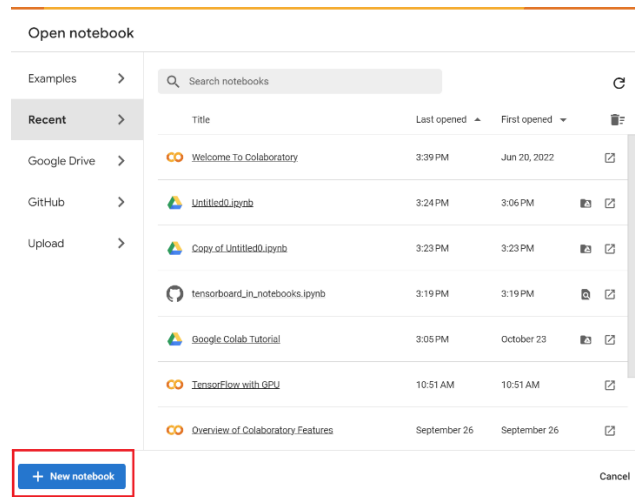 Open notebook
Examples
Recent
Google Drive
GitHub
Upload
Search notebooks
Title Last opened First opened
Welcome To Colaboratory 3:39 PM Jun 20, 2022
Untitled0.ipynb 3:24 PM 3:06 PM
Copy of Untitled0.ipynb 3:23 PM 3:23 PM
tensorboard_in_notebooks.ipynb 3:19 PM 3:19 PM
Google Colab Tutorial 3:05 PM October 23
TensorFlow with GPU 10:51 AM 10:51 AM
Overview of Colaboratory Features September 26 September 26
+ New notebook
Cancel